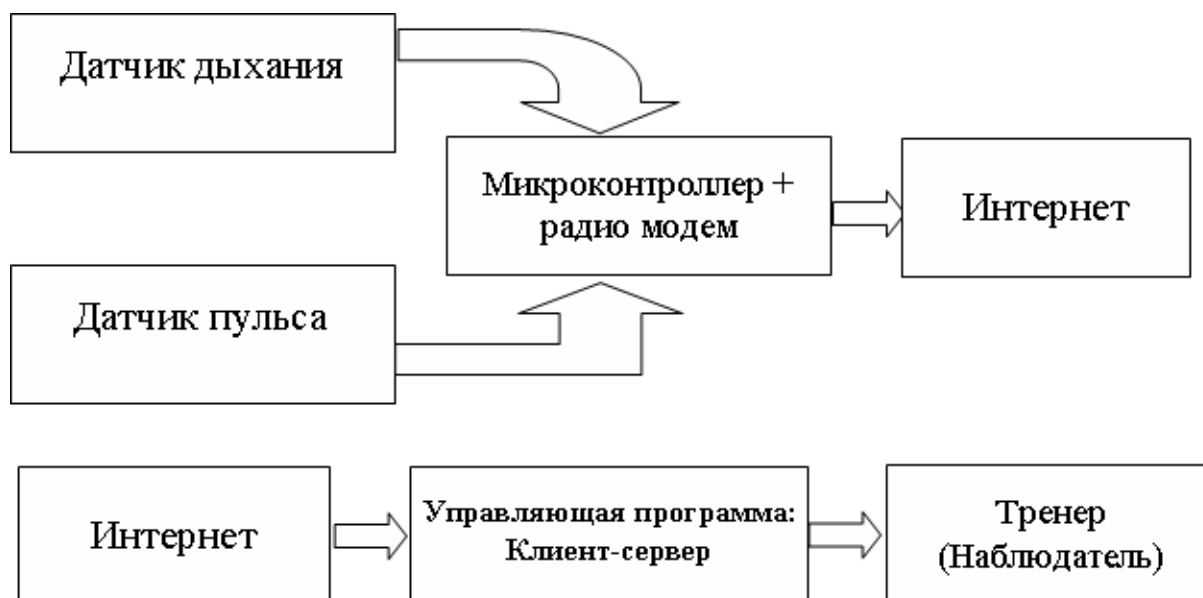 Датчик дыхания
Микроконтроллер +
радио модем
Интернет
Датчик пульса
Интернет
Управляющая программа:
Клиент-сервер
Тренер
(Наблюдатель)